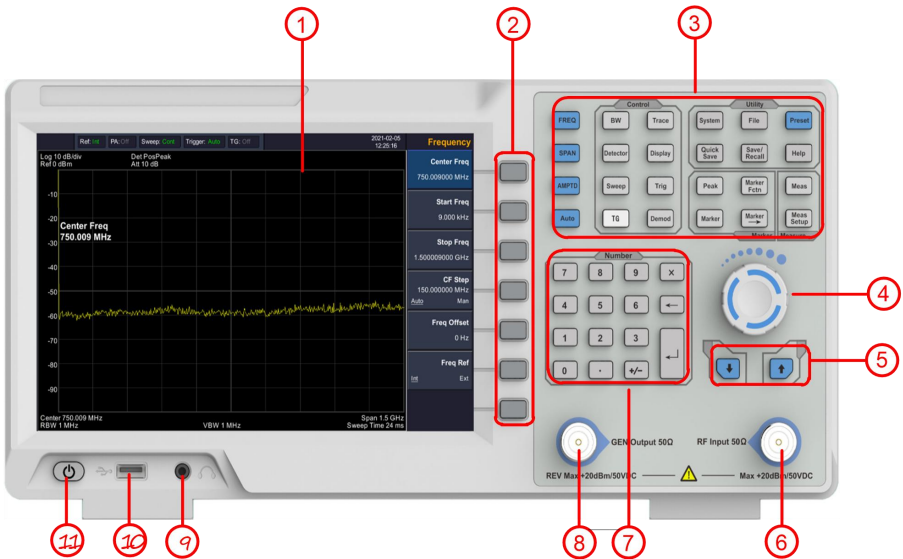 1
2
3
Ref: Int PA: Off Sweep: Cont Trigger: Auto TG: Off 2021-02-05
12:25:16
Frequency
Log 10 dB/div Det PosPeak
Ref 0 dBm Att 10 dB
Center Freq
750.009000 MHz
-10
-20
Center Freq
750.009 MHz
-30
-40
-50
-60
-70
-80
-90
Start Freq
9.000 kHz
Stop Freq
1.500009000 GHz
CF Step
150.000000 MHz
Auto Man
Freq Offset
0 Hz
Freq Ref
Int Ext
Center 750.009 MHz Span 1.5 GHz
RBW 1 MHz VBW 1 MHz Sweep Time 24 ms
Control Utility
FREQ BW Trace System File Preset
SPAN Detector Display Quick Save Save/ Recall Help
AMPTD Sweep Trig Peak Marker Fctn Meas
Auto TG Demod Marker Marker → Meas Setup
Marker Measure
Number
7 8 9 X
4 5 6 ←
1 2 3 ↵
0 . +/−
4
5
GEN Output 50Ω RF Input 50Ω
REV Max +20dBm/50VDC Max +20dBm/50VDC
11
10
9
8
7
6